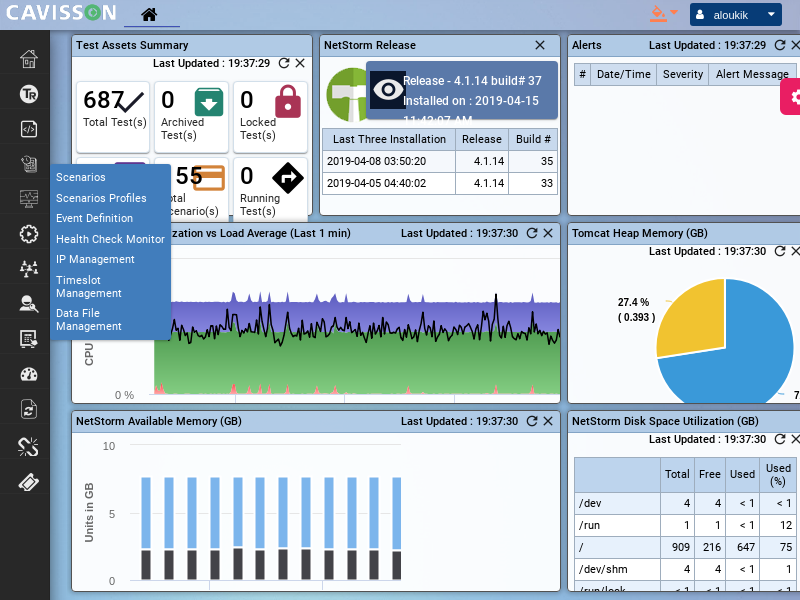 CAVISSON
aloukik
Test Assets Summary
Last Updated : 19:37:29
687
Total Test(s)
0
Archived
Test(s)
0
Locked
Test(s)
55
0
Running
Test(s)
NetStorm Release
Release - 4.1.14 build# 37
Installed on : 2019-04-15
Last Three Installation Release Build #
2019-04-08 03:50:20 4.1.14 35
2019-04-05 04:40:02 4.1.14 33
Alerts
Last Updated : 19:37:29
# Date/Time Severity Alert Message
TR
Scenarios
Scenarios Profiles
Event Definition
Health Check Monitor
IP Management
Timeslot
Management
Data File
Management
vs Load Average (Last 1 min)
Last Updated : 19:37:30
CPU
0 %
Tomcat Heap Memory (GB)
Last Updated : 19:37:30
27.4 %
( 0.393 )
NetStorm Available Memory (GB)
Last Updated : 19:37:30
Units in GB
10
5
0
NetStorm Disk Space Utilization (GB)
Last Updated : 19:37:30
Total Free Used Used
(%)
/dev 4 4 < 1 < 1
/run 1 1 < 1 12
/ 909 216 647 75
/dev/shm 4 4 < 1 1
/run/lock < 1 < 1 < 1 < 1